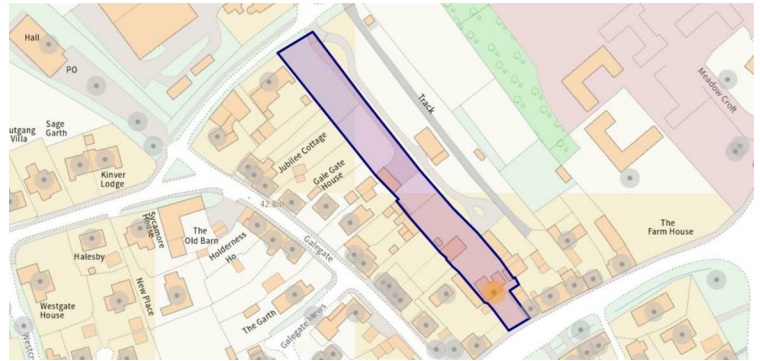 Hall
PO
Sage
Garth
utgang
Villa
Kinver
Lodge
Track
Meadow Croft
Jubilee Cottage
Gale Gate
House
42.8m
Galegate
The
Farm House
Sycamore
House
The
Old Barn
Holderness
Ho
Halesby
New Place
Westgate
House
The Garth
Galegate Mews
Westcr